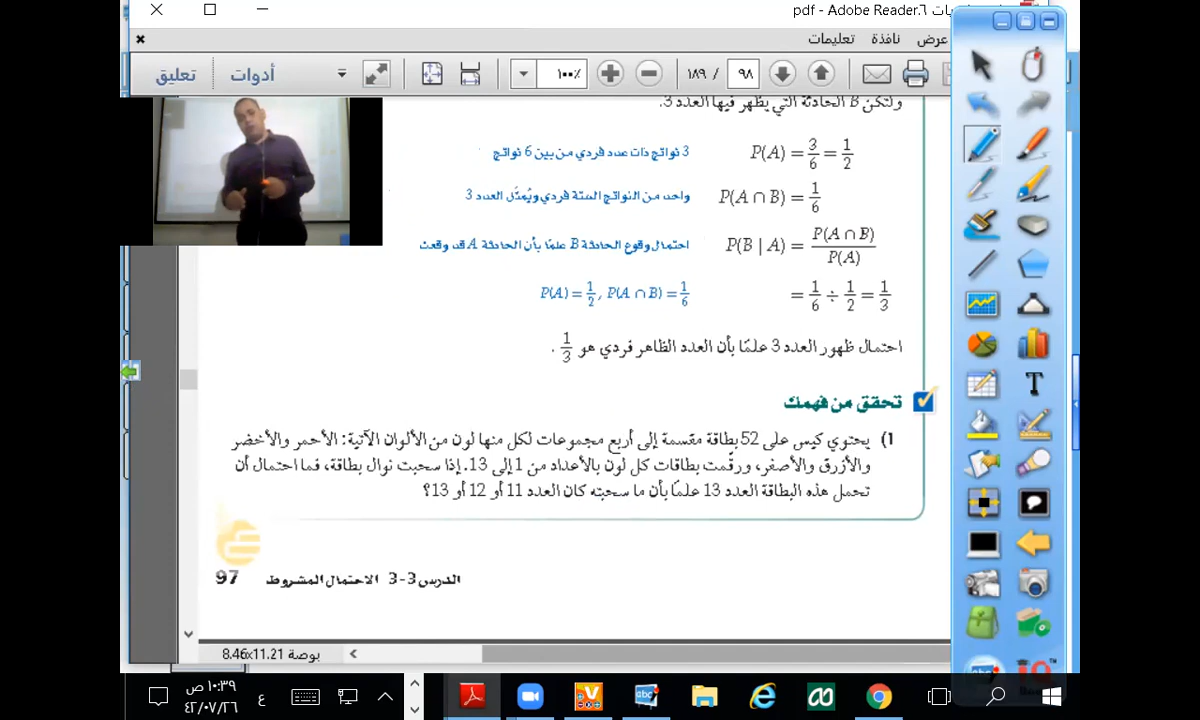 pdf - Adobe Reader.٦
عرض نافذة تعليمات
٩٨ / ١٨٩ ١٠٠٪ أدوات تعليق
ولتكن B الحادثة التي يظهر فيها العدد 3.
P(A) = 3/6 = 1/2 3 نواتج ذات عدد فردي من بين 6 نواتج
P(A ∩ B) = 1/6 واحد من النواتج الستة فردي ويُمثّل العدد 3
P(B | A) = P(A ∩ B)/P(A) احتمال وقوع الحادثة B علمًا بأن الحادثة A قد وقعت
= 1/6 ÷ 1/2 = 1/3 P(A) = 1/2 , P(A ∩ B) = 1/6
احتمال ظهور العدد 3 علمًا بأن العدد الظاهر فردي هو 1/3 .
تحقق من فهمك
1) يحتوي كيس على 52 بطاقة مقسمة إلى أربع مجموعات لكل منها لون من الألوان الآتية: الأحمر والأخضر
والأزرق والأصفر، ورقّمت بطاقات كل لون بالأعداد من 1 إلى 13. إذا سحبت نوال بطاقة، فما احتمال أن
تحمل هذه البطاقة العدد 13 علمًا بأن ما سحبته كان العدد 11 أو 12 أو 13؟
الدرس 3-3 الاحتمال المشروط 97
8.46x11.21 بوصة
T
abc
ع
١٠:٣٩ ص
٤٢/٠٧/٢٦